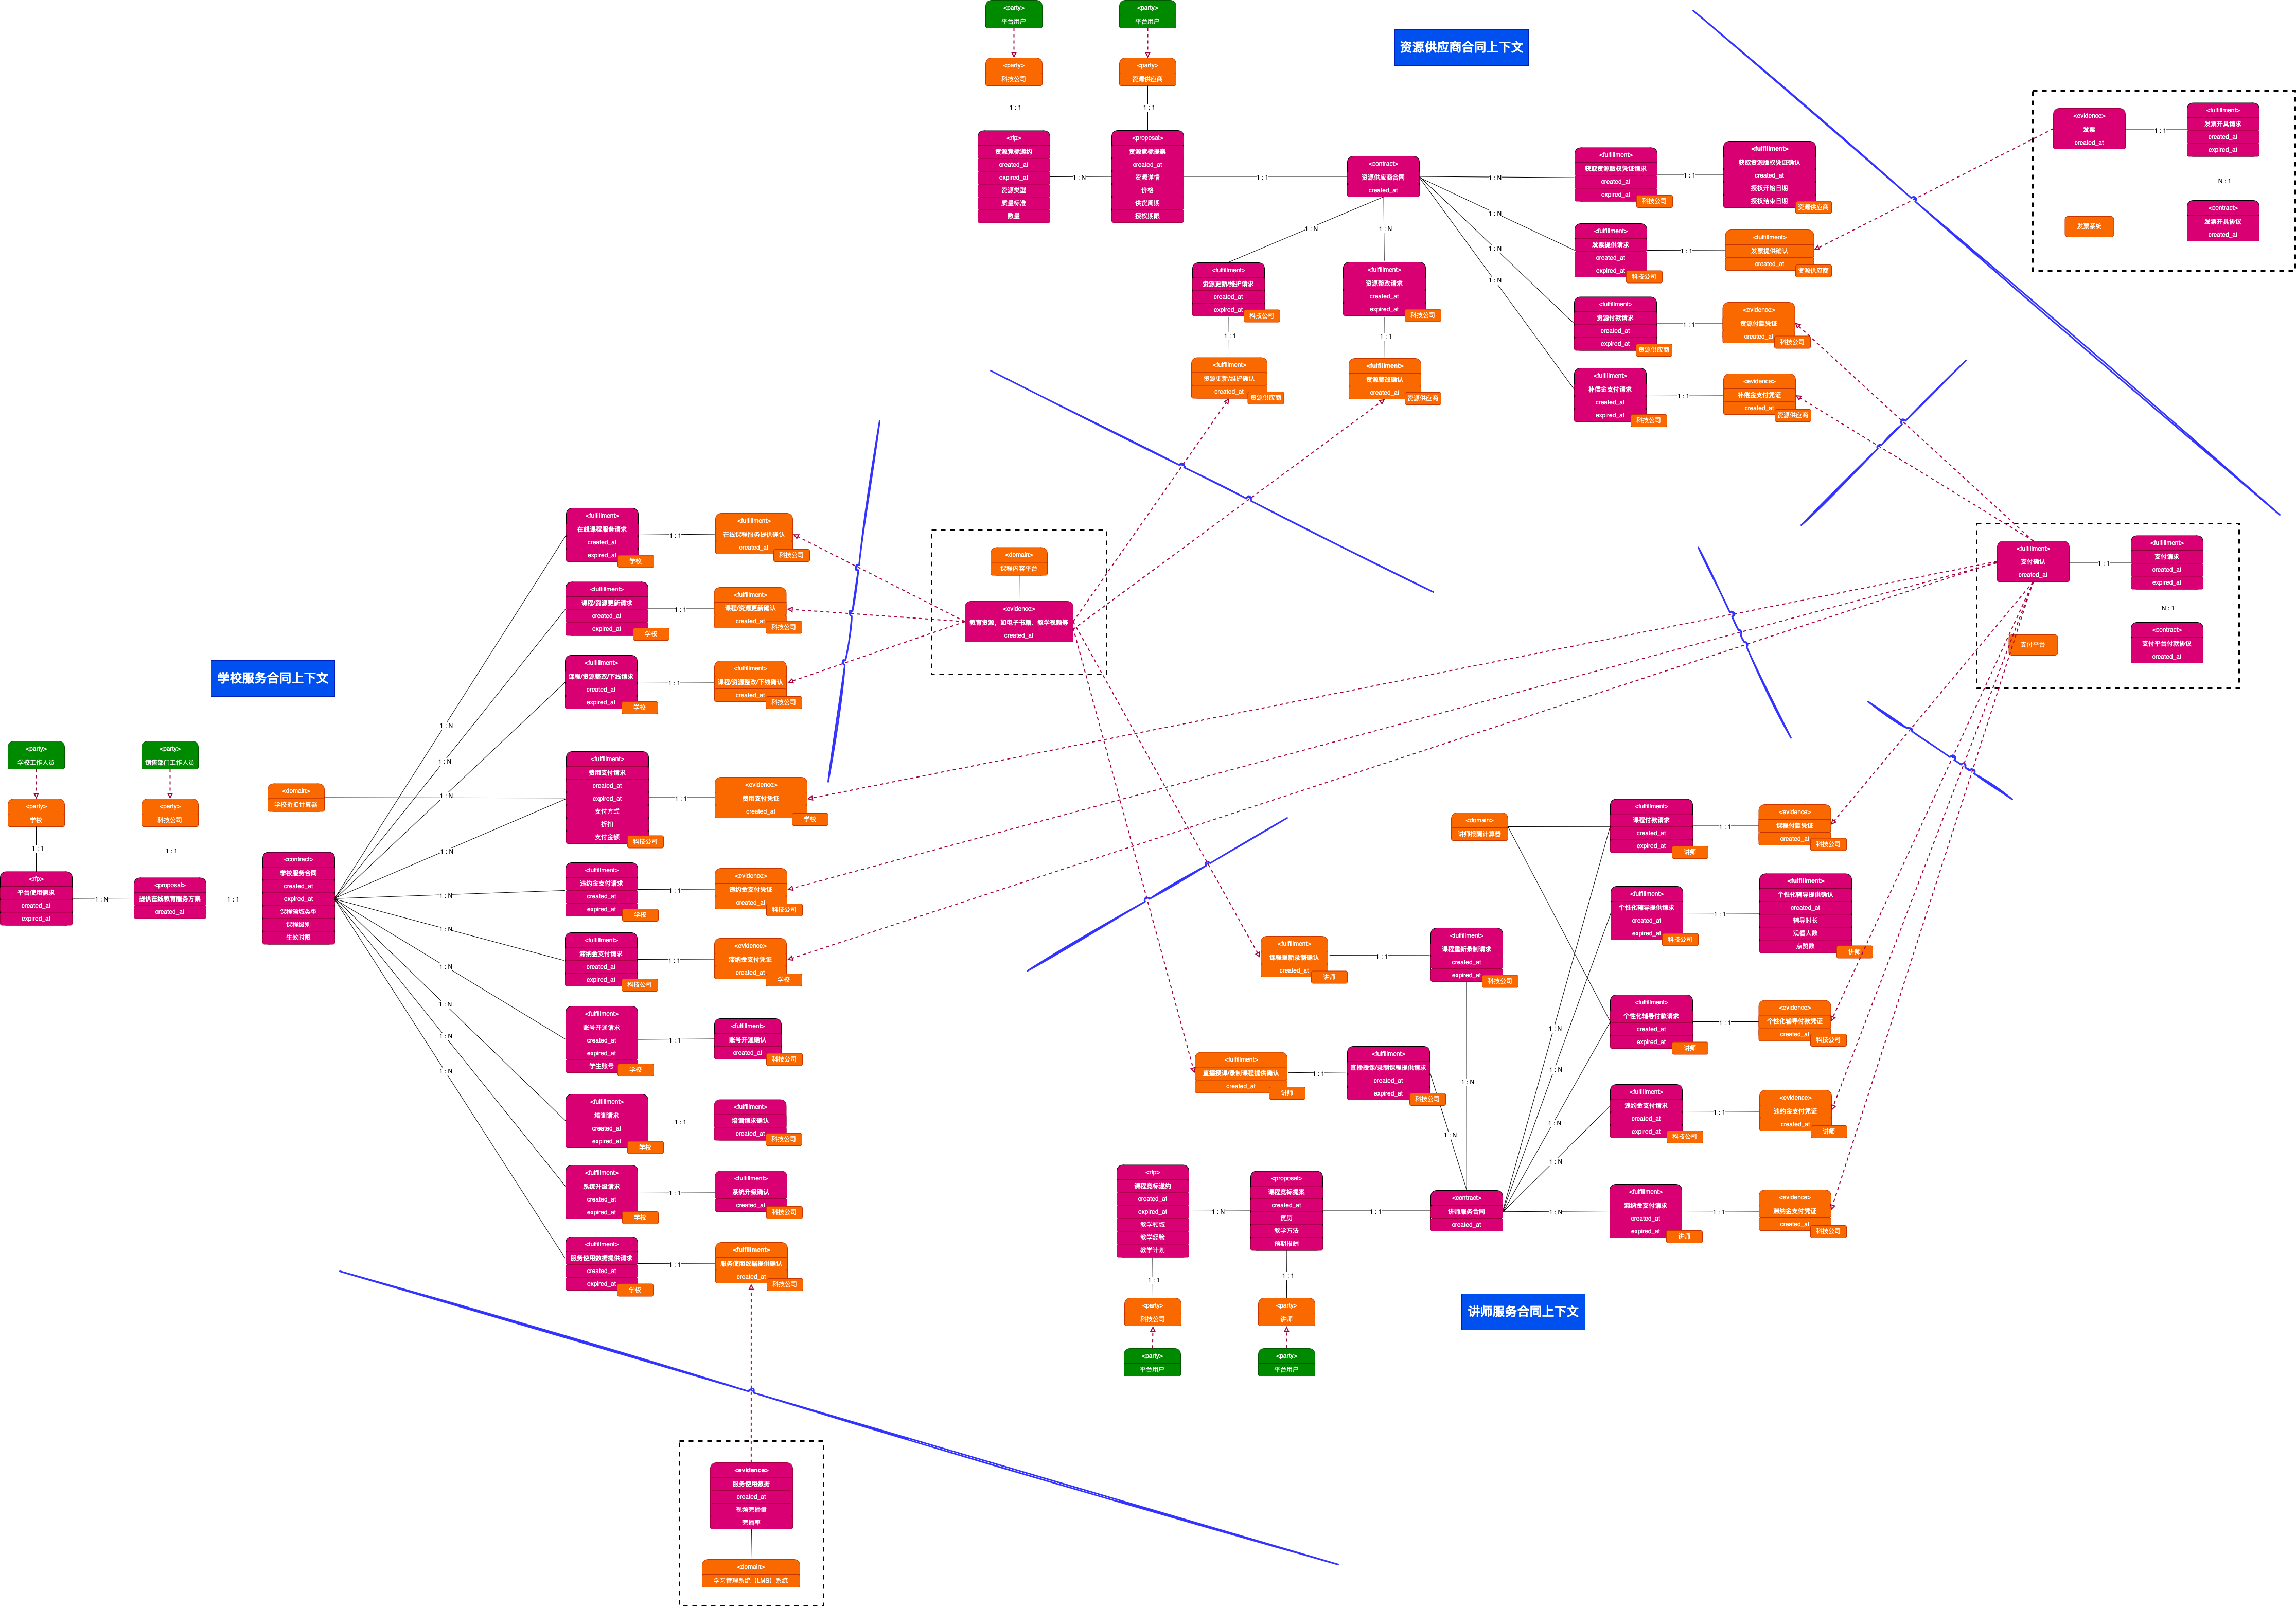 <party>
平台用户
<party>
科技公司
1 : 1
<rfp>
资源竞标邀约
created_at
expired_at
资源类型
质量标准
数量
1 : N
<party>
平台用户
<party>
资源供应商
1 : 1
<proposal>
资源竞标提案
created_at
资源详情
价格
供货周期
授权期限
1 : 1
资源供应商合同上下文
<contract>
资源供应商合同
created_at
1 : N
<fulfillment>
获取资源版权凭证请求
created_at
expired_at
科技公司
1 : 1
<fulfillment>
获取资源版权凭证确认
created_at
授权开始日期
授权结束日期
资源供应商
1 : N
<fulfillment>
发票提供请求
created_at
expired_at
科技公司
1 : 1
<fulfillment>
发票提供确认
created_at
资源供应商
1 : N
<fulfillment>
资源付款请求
created_at
expired_at
资源供应商
1 : 1
<evidence>
资源付款凭证
created_at
科技公司
1 : N
<fulfillment>
补偿金支付请求
created_at
expired_at
科技公司
1 : 1
<evidence>
补偿金支付凭证
created_at
资源供应商
1 : N
<fulfillment>
资源更新/维护请求
created_at
expired_at
科技公司
1 : 1
<fulfillment>
资源更新/维护确认
created_at
资源供应商
1 : N
<fulfillment>
资源整改请求
created_at
expired_at
科技公司
1 : 1
<fulfillment>
资源整改确认
created_at
资源供应商
<evidence>
发票
created_at
1 : 1
<fulfillment>
发票开具请求
created_at
expired_at
N : 1
<contract>
发票开具协议
created_at
发票系统
<fulfillment>
支付确认
created_at
1 : 1
<fulfillment>
支付请求
created_at
expired_at
N : 1
<contract>
支付平台付款协议
created_at
支付平台
<domain>
课程内容平台
<evidence>
教育资源，如电子书籍、教学视频等
created_at
学校服务合同上下文
<party>
学校工作人员
<party>
学校
1 : 1
<rfp>
平台使用需求
created_at
expired_at
1 : N
<party>
销售部门工作人员
<party>
科技公司
1 : 1
<proposal>
提供在线教育服务方案
created_at
1 : 1
<domain>
学校折扣计算器
<contract>
学校服务合同
created_at
expired_at
课程领域类型
课程级别
生效时限
1 : N
<fulfillment>
在线课程服务请求
created_at
expired_at
学校
1 : 1
<fulfillment>
在线课程服务提供确认
created_at
科技公司
1 : N
<fulfillment>
课程/资源更新请求
created_at
expired_at
学校
1 : 1
<fulfillment>
课程/资源更新确认
created_at
科技公司
1 : N
<fulfillment>
课程/资源整改/下线请求
created_at
expired_at
学校
1 : 1
<fulfillment>
课程/资源整改/下线确认
created_at
科技公司
1 : N
<fulfillment>
费用支付请求
created_at
expired_at
支付方式
折扣
支付金额
科技公司
1 : 1
<evidence>
费用支付凭证
created_at
学校
1 : N
<fulfillment>
违约金支付请求
created_at
expired_at
学校
1 : 1
<evidence>
违约金支付凭证
created_at
科技公司
1 : N
<fulfillment>
滞纳金支付请求
created_at
expired_at
科技公司
1 : 1
<evidence>
滞纳金支付凭证
created_at
学校
1 : N
<fulfillment>
账号开通请求
created_at
expired_at
学生账号
学校
1 : 1
<fulfillment>
账号开通确认
created_at
科技公司
1 : N
<fulfillment>
培训请求
created_at
expired_at
学校
1 : 1
<fulfillment>
培训请求确认
created_at
科技公司
1 : N
<fulfillment>
系统升级请求
created_at
expired_at
学校
1 : 1
<fulfillment>
系统升级确认
created_at
科技公司
1 : N
<fulfillment>
服务使用数据提供请求
created_at
expired_at
学校
1 : 1
<fulfillment>
服务使用数据提供确认
created_at
科技公司
<evidence>
服务使用数据
created_at
视频完播量
完播率
<domain>
学习管理系统（LMS）系统
<domain>
讲师报酬计算器
<fulfillment>
课程付款请求
created_at
expired_at
讲师
1 : 1
<evidence>
课程付款凭证
created_at
科技公司
<fulfillment>
个性化辅导提供请求
created_at
expired_at
科技公司
1 : 1
<fulfillment>
个性化辅导提供确认
created_at
辅导时长
观看人数
点赞数
讲师
<fulfillment>
个性化辅导付款请求
created_at
expired_at
讲师
1 : 1
<evidence>
个性化辅导付款凭证
created_at
科技公司
<fulfillment>
违约金支付请求
created_at
expired_at
科技公司
1 : 1
<evidence>
违约金支付凭证
created_at
讲师
<fulfillment>
滞纳金支付请求
created_at
expired_at
讲师
1 : 1
<evidence>
滞纳金支付凭证
created_at
科技公司
1 : N
1 : N
1 : N
1 : N
1 : N
<fulfillment>
课程重新录制确认
created_at
讲师
1 : 1
<fulfillment>
课程重新录制请求
created_at
expired_at
科技公司
1 : N
<fulfillment>
直播授课/录制课程提供确认
created_at
讲师
1 : 1
<fulfillment>
直播授课/录制课程提供请求
created_at
expired_at
科技公司
1 : N
<rfp>
课程竞标邀约
created_at
expired_at
教学领域
教学经验
教学计划
1 : N
<proposal>
课程竞标提案
created_at
资历
教学方法
预期报酬
1 : 1
<contract>
讲师服务合同
created_at
1 : 1
<party>
科技公司
<party>
平台用户
1 : 1
<party>
讲师
<party>
平台用户
讲师服务合同上下文